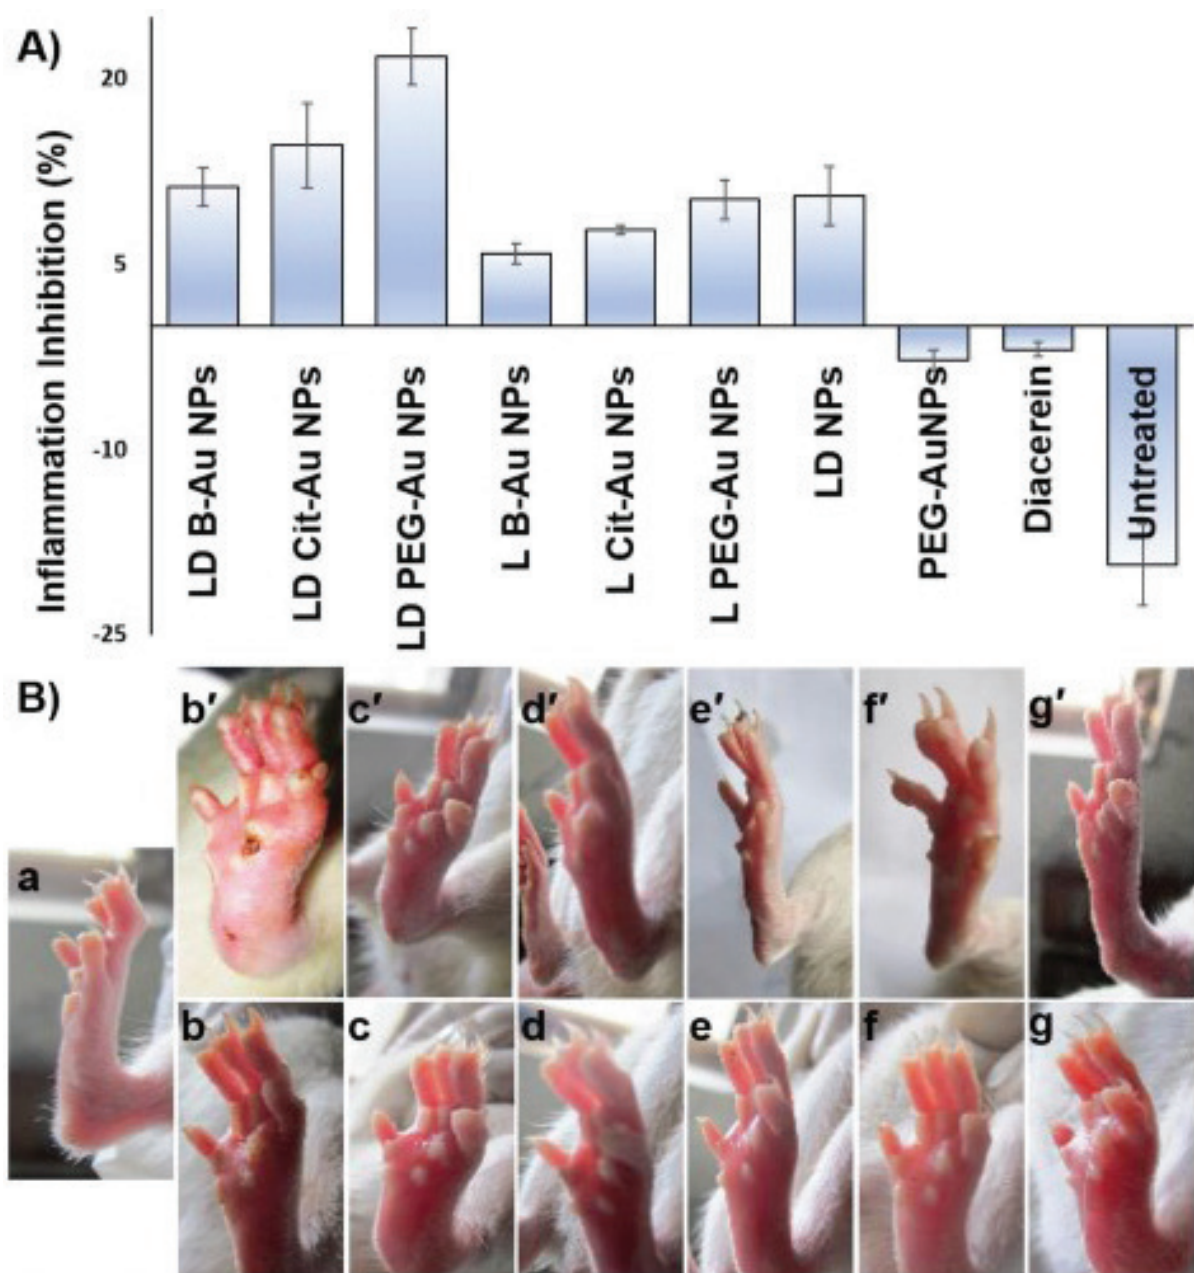 A)
Inflammation Inhibition (%)
20
5
-10
-25
LD B-Au NPs
LD Cit-Au NPs
LD PEG-Au NPs
L B-Au NPs
L Cit-Au NPs
L PEG-Au NPs
LD NPs
PEG-AuNPs
Diacerein
Untreated
B)
a
b′
c′
d′
e′
f′
g′
b
c
d
e
f
g